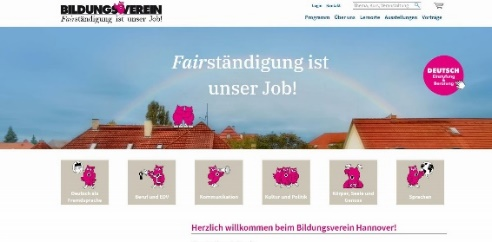 BILDUNGSVEREIN
Fairständigung ist unser Job!
Login Kontakt
Programm Über uns Lernorte Ausstellungen Vorträge
Fairständigung ist
unser Job!
DEUTSCH
Einstufung
&
Beratung
Deutsch als
Fremdsprache
Beruf und EDV
Kommunikation
Kultur und Politik
Körper, Seele und
Genuss
Sprachen
Herzlich willkommen beim Bildungsverein Hannover!